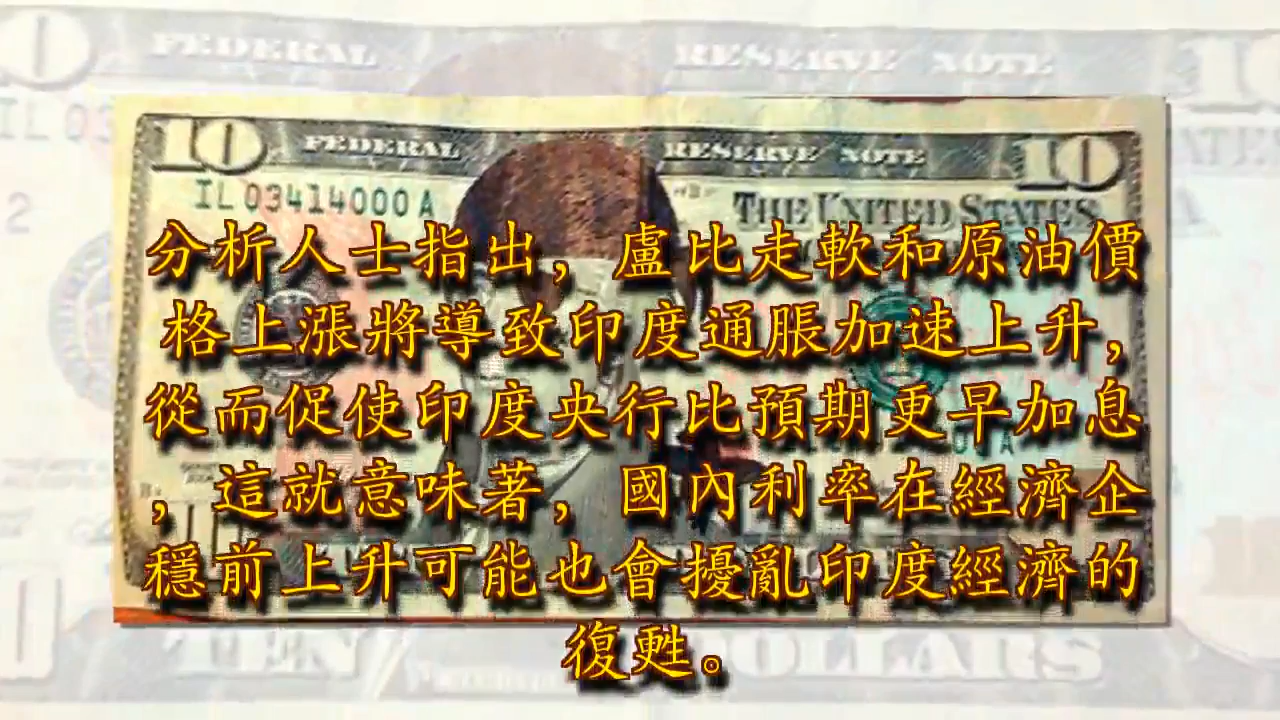 FEDERAL RESERVE NOTE
10 FEDERAL RESERVE NOTE 10
IL 03414000 A
THE UNITED STATES
分析人士指出，盧比走軟和原油價
格上漲將導致印度通脹加速上升，
從而促使印度央行比預期更早加息
，這就意味著，國內利率在經濟企
穩前上升可能也會擾亂印度經濟的
復甦。
TEN DOLLARS